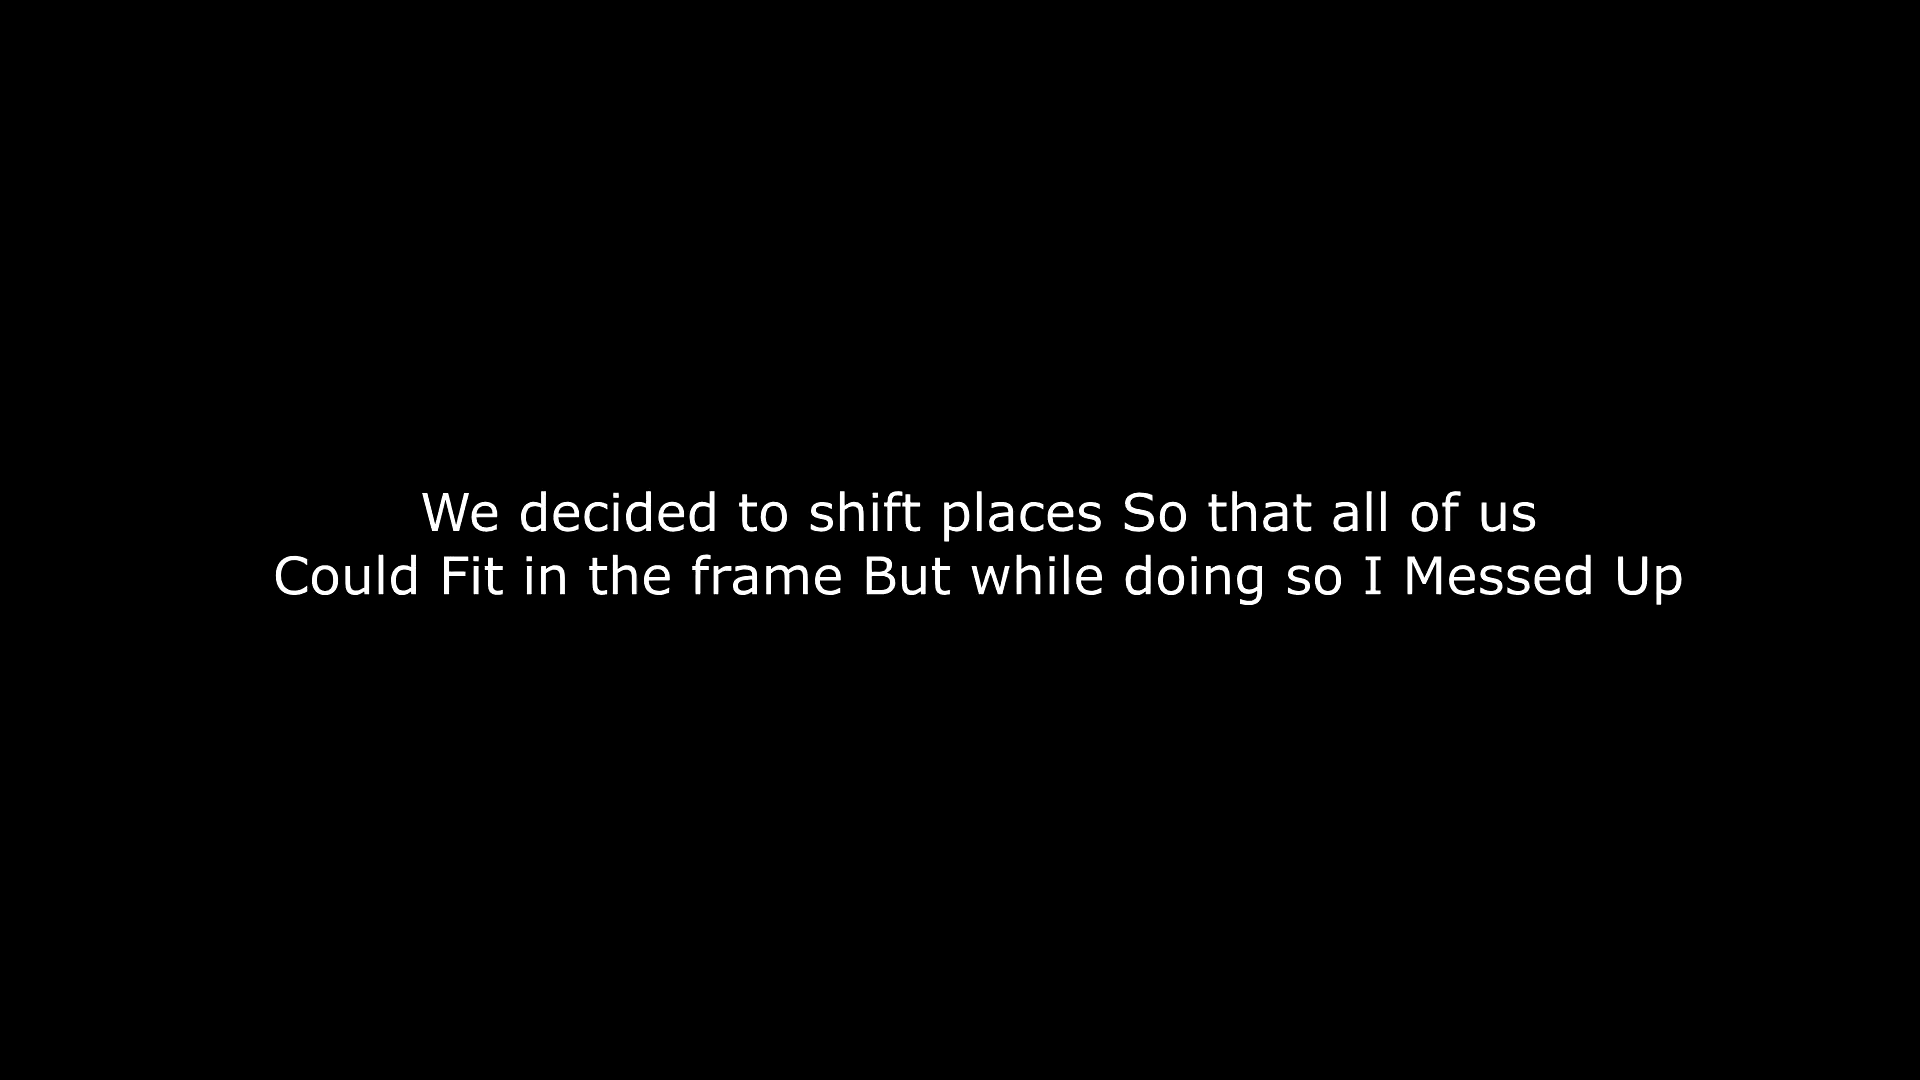 We decided to shift places So that all of us
Could Fit in the frame But while doing so I Messed Up